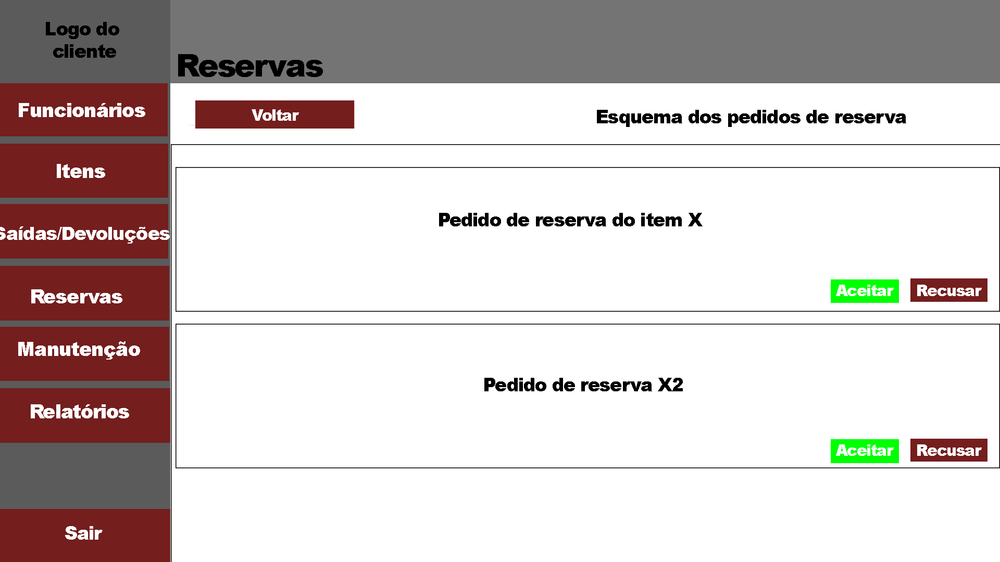 Logo do
cliente
Reservas
Funcionários
Itens
Saídas/Devoluções
Reservas
Manutenção
Relatórios
Sair
Voltar
Esquema dos pedidos de reserva
Pedido de reserva do item X
Aceitar
Recusar
Pedido de reserva X2
Aceitar
Recusar